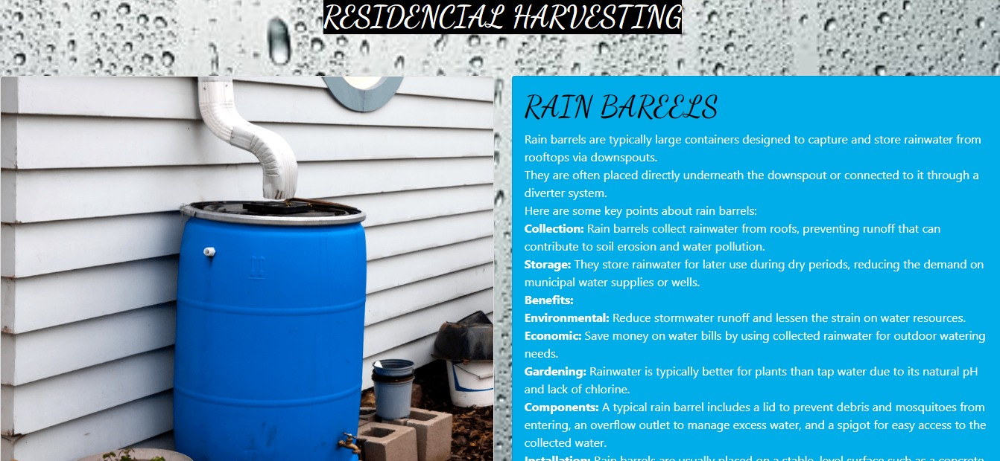 RESIDENCIAL HARVESTING
RAIN BAREELS
Rain barrels are typically large containers designed to capture and store rainwater from
rooftops via downspouts.
They are often placed directly underneath the downspout or connected to it through a
diverter system.
Here are some key points about rain barrels:
Collection: Rain barrels collect rainwater from roofs, preventing runoff that can
contribute to soil erosion and water pollution.
Storage: They store rainwater for later use during dry periods, reducing the demand on
municipal water supplies or wells.
Benefits:
Environmental: Reduce stormwater runoff and lessen the strain on water resources.
Economic: Save money on water bills by using collected rainwater for outdoor watering
needs.
Gardening: Rainwater is typically better for plants than tap water due to its natural pH
and lack of chlorine.
Components: A typical rain barrel includes a lid to prevent debris and mosquitoes from
entering, an overflow outlet to manage excess water, and a spigot for easy access to the
collected water.
Installation: Rain barrels are usually placed on a stable, level surface such as a concrete